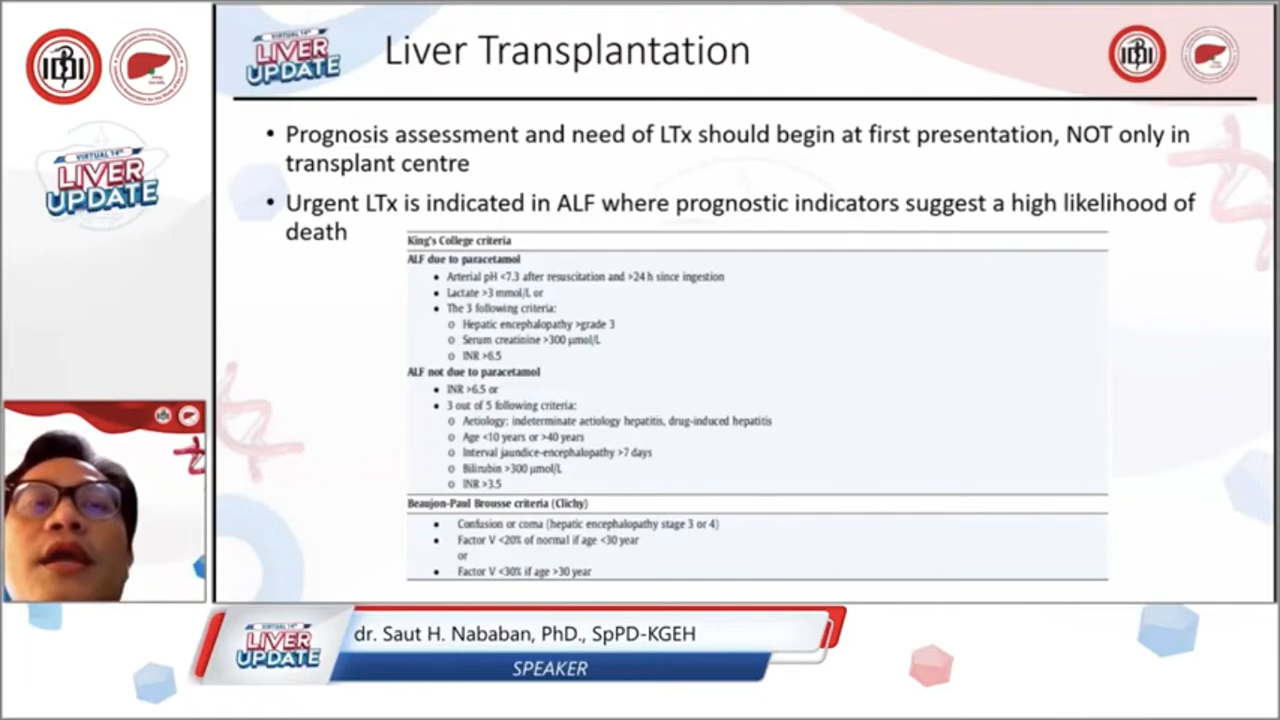 Liver Transplantation
VIRTUAL 14th
LIVER
UPDATE
VIRTUAL 14th
LIVER
UPDATE
• Prognosis assessment and need of LTx should begin at first presentation, NOT only in
transplant centre
• Urgent LTx is indicated in ALF where prognostic indicators suggest a high likelihood of
death
King's College criteria
ALF due to paracetamol
• Arterial pH <7.3 after resuscitation and >24 h since ingestion
• Lactate >3 mmol/L or
• The 3 following criteria:
o Hepatic encephalopathy >grade 3
o Serum creatinine >300 µmol/L
o INR >6.5
ALF not due to paracetamol
• INR >6.5 or
• 3 out of 5 following criteria:
o Aetiology: indeterminate aetiology hepatitis, drug-induced hepatitis
o Age <10 years or >40 years
o Interval jaundice-encephalopathy >7 days
o Bilirubin >300 µmol/L
o INR >3.5
Beaujon-Paul Brousse criteria (Clichy)
• Confusion or coma (hepatic encephalopathy stage 3 or 4)
• Factor V <20% of normal if age <30 year
or
• Factor V <30% if age >30 year
VIRTUAL 14th
LIVER
UPDATE
dr. Saut H. Nababan, PhD., SpPD-KGEH
SPEAKER